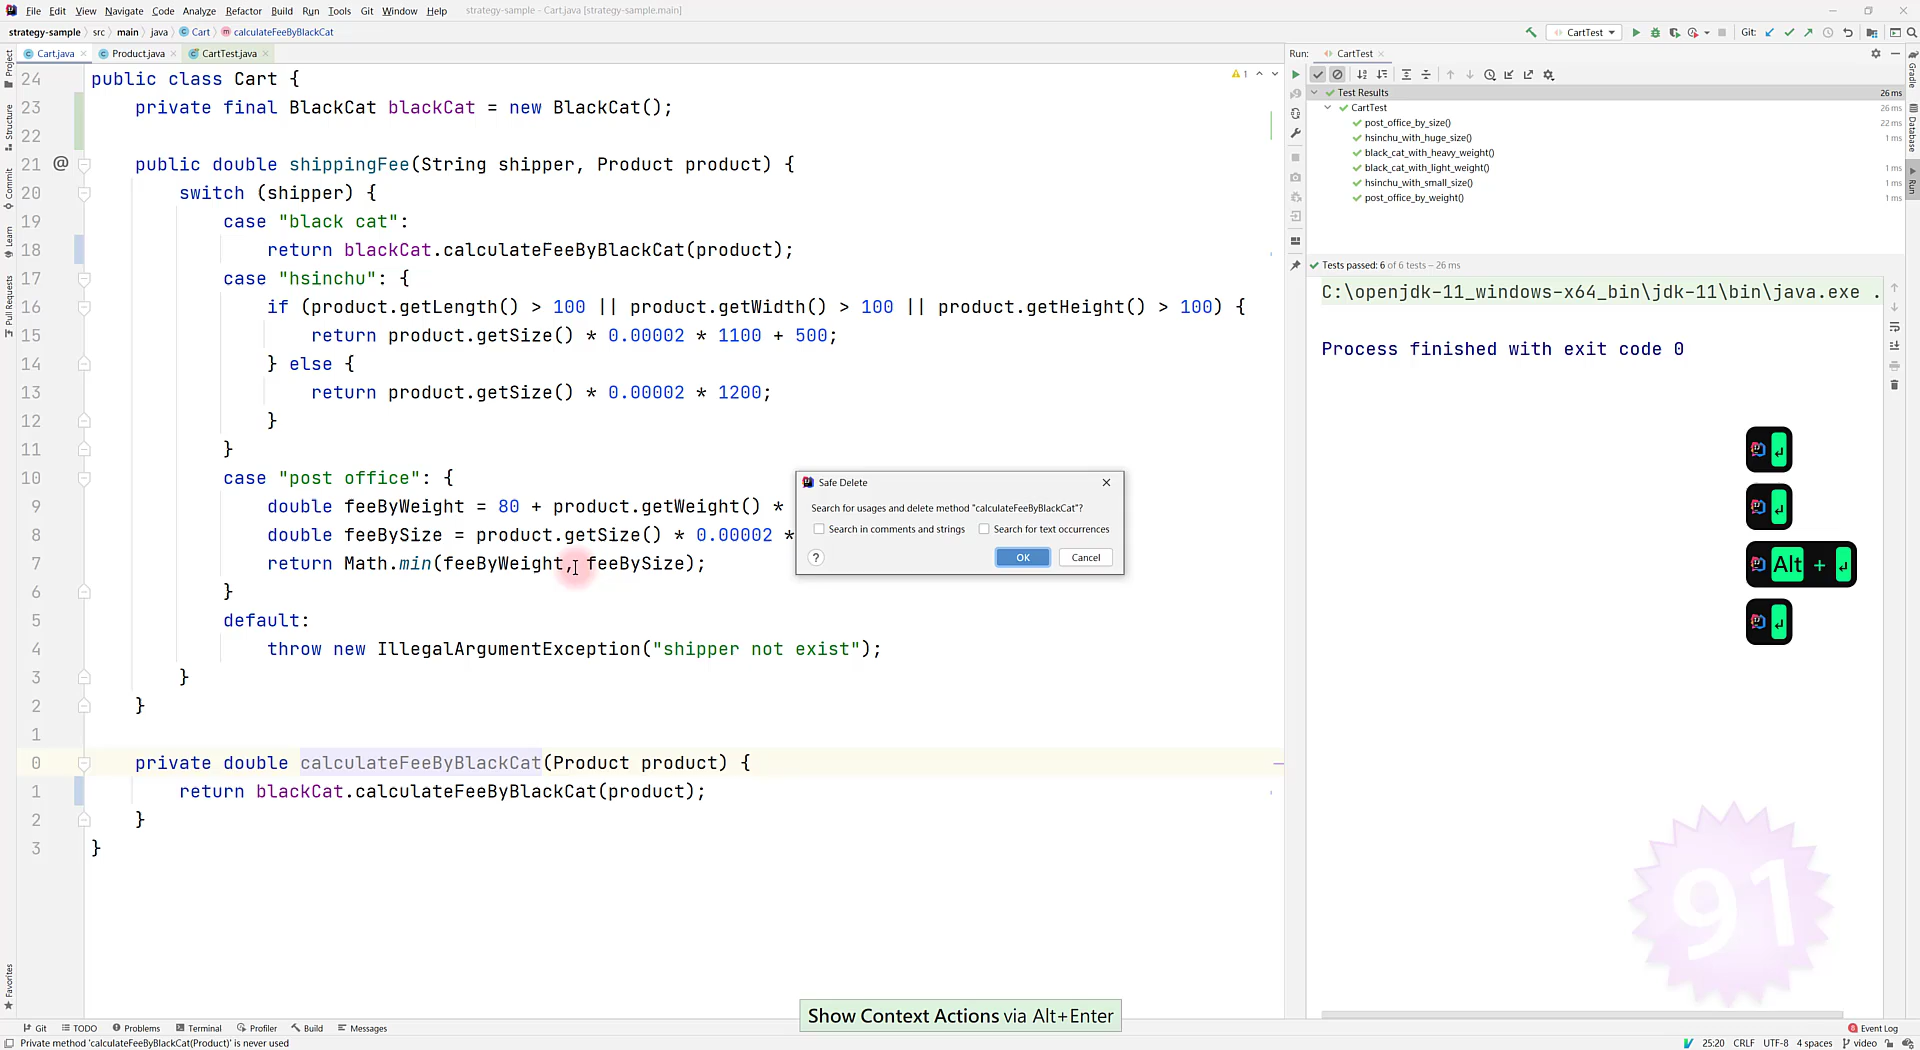 File Edit View Navigate Code Analyze Refactor Build Run Tools Git Window Help strategy-sample - Cart.java [strategy-sample.main]
strategy-sample src main java Cart calculateFeeByBlackCat CartTest Git:
Cart.java Product.java CartTest.java
Run: CartTest
Project
Structure
Commit
Learn
Pull Requests
Favorites
24 public class Cart {
23 private final BlackCat blackCat = new BlackCat();
22
21 @ public double shippingFee(String shipper, Product product) {
20 switch (shipper) {
19 case "black cat":
18 return blackCat.calculateFeeByBlackCat(product);
17 case "hsinchu": {
16 if (product.getLength() > 100 || product.getWidth() > 100 || product.getHeight() > 100) {
15 return product.getSize() * 0.00002 * 1100 + 500;
14 } else {
13 return product.getSize() * 0.00002 * 1200;
12 }
11 }
10 case "post office": {
9 double feeByWeight = 80 + product.getWeight() *
8 double feeBySize = product.getSize() * 0.00002 *
7 return Math.min(feeByWeight, feeBySize);
6 }
5 default:
4 throw new IllegalArgumentException("shipper not exist");
3 }
2 }
1
0 private double calculateFeeByBlackCat(Product product) {
1 return blackCat.calculateFeeByBlackCat(product);
2 }
3 }
1
Safe Delete
Search for usages and delete method "calculateFeeByBlackCat"?
Search in comments and strings Search for text occurrences
? OK Cancel
Test Results 26 ms
CartTest 26 ms
post_office_by_size() 22 ms
hsinchu_with_huge_size() 1 ms
black_cat_with_heavy_weight()
black_cat_with_light_weight() 1 ms
hsinchu_with_small_size() 1 ms
post_office_by_weight() 1 ms
Tests passed: 6 of 6 tests – 26 ms
C:\openjdk-11_windows-x64_bin\jdk-11\bin\java.exe .
Process finished with exit code 0
Alt +
91
Gradle
Database
Run
Show Context Actions via Alt+Enter
Git TODO Problems Terminal Profiler Build Messages Event Log
Private method 'calculateFeeByBlackCat(Product)' is never used 25:20 CRLF UTF-8 4 spaces video